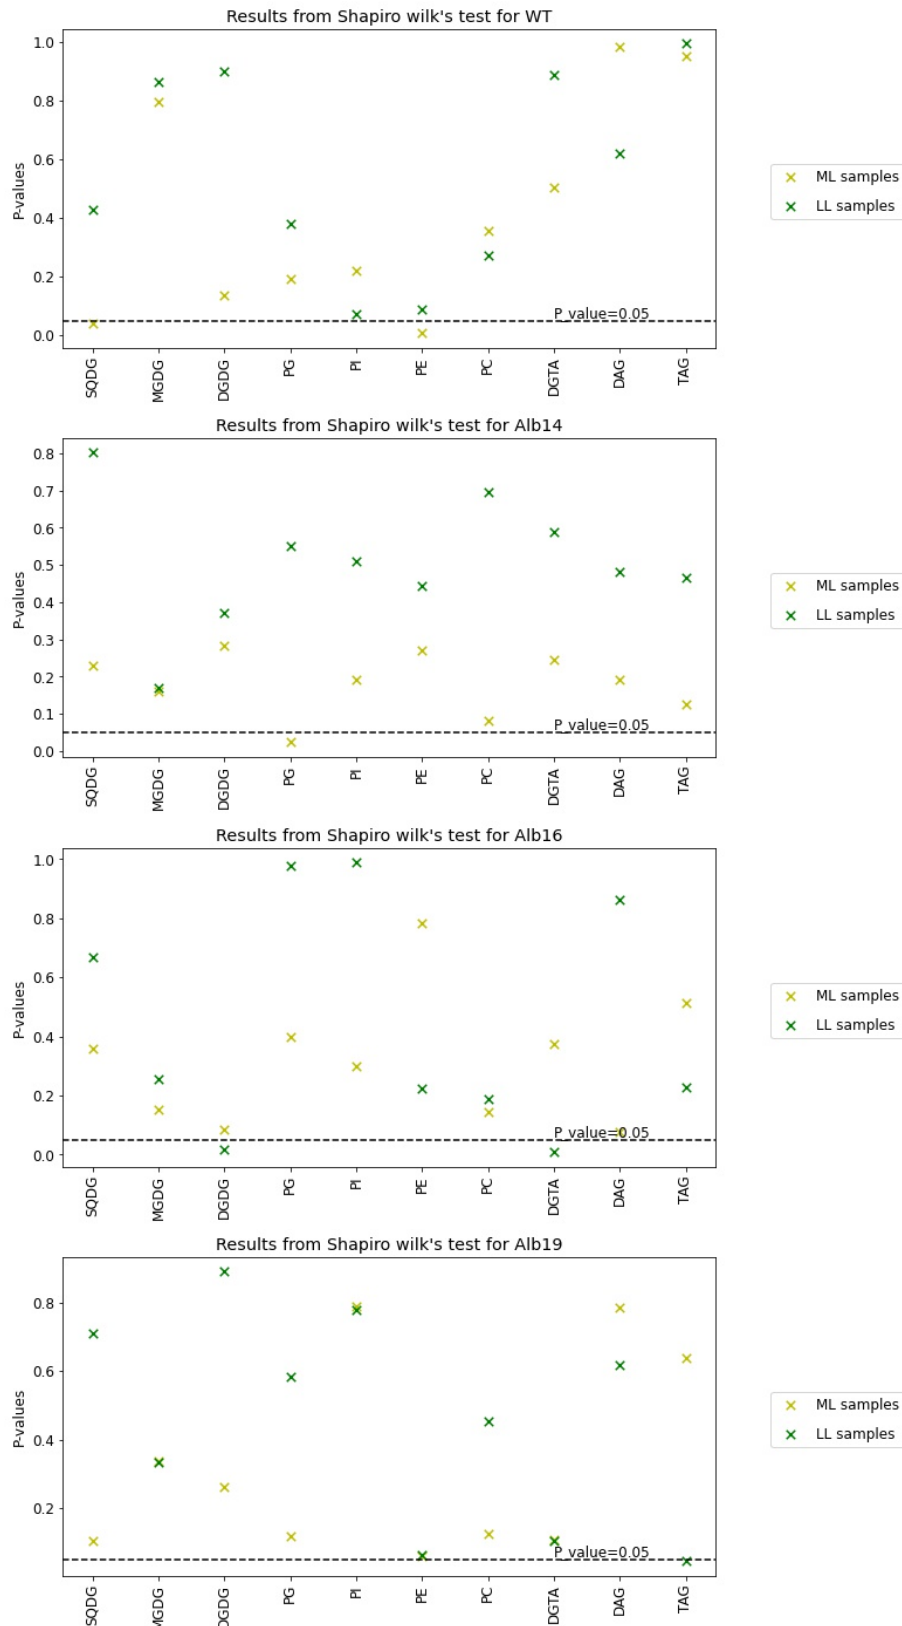 Results from Shapiro wilk's test for WT
1.0
0.8
0.6
0.4
0.2
0.0
P-values
P_value=0.05
SQDG
MGDG
DGDG
PG
PI
PE
PC
DGTA
DAG
TAG
ML samples
LL samples
Results from Shapiro wilk's test for Alb14
0.8
0.7
0.6
0.5
0.4
0.3
0.2
0.1
0.0
P-values
P_value=0.05
SQDG
MGDG
DGDG
PG
PI
PE
PC
DGTA
DAG
TAG
ML samples
LL samples
Results from Shapiro wilk's test for Alb16
1.0
0.8
0.6
0.4
0.2
0.0
P-values
P_value=0.05
SQDG
MGDG
DGDG
PG
PI
PE
PC
DGTA
DAG
TAG
ML samples
LL samples
Results from Shapiro wilk's test for Alb19
0.8
0.6
0.4
0.2
P-values
P_value=0.05
SQDG
MGDG
DGDG
PG
PI
PE
PC
DGTA
DAG
TAG
ML samples
LL samples